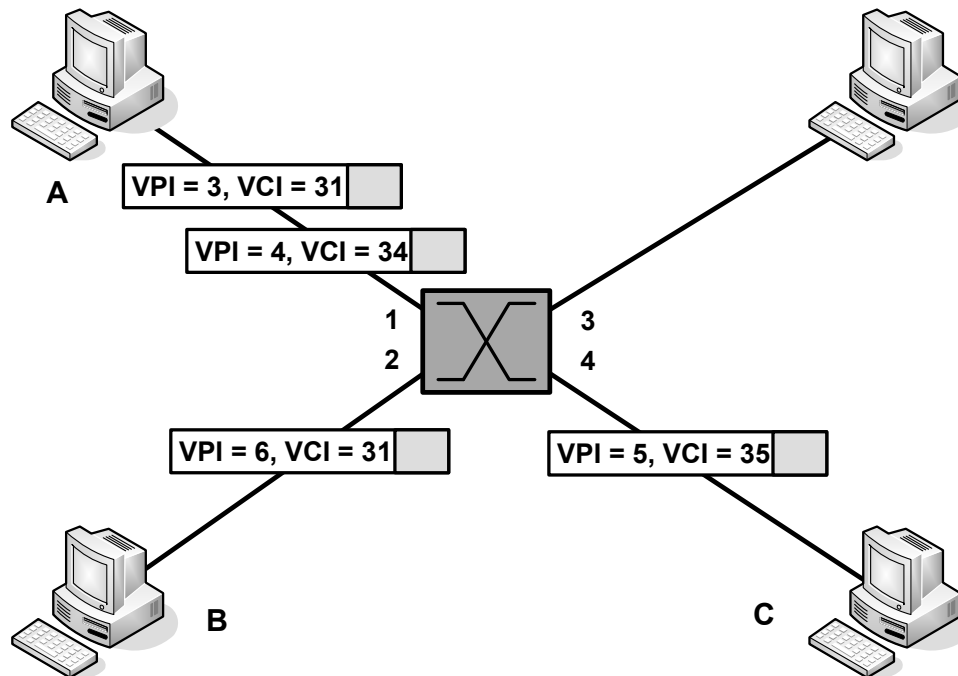 VPI = 3, VCI = 31
A
VPI = 4, VCI = 34
1
3
2
4
VPI = 6, VCI = 31
VPI = 5, VCI = 35
B
C